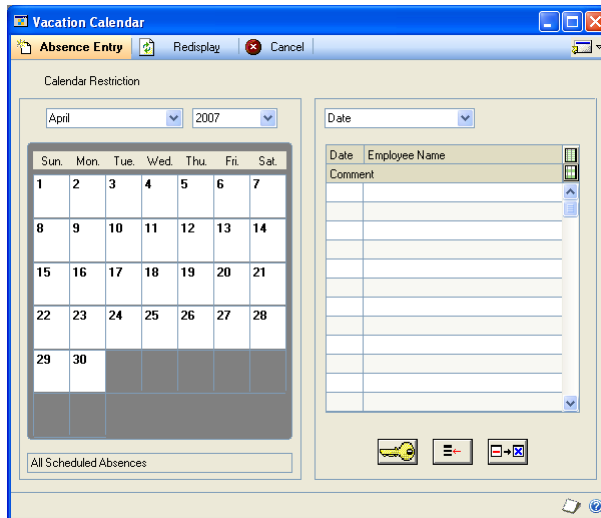 Vacation Calendar
Absence Entry Redisplay Cancel
Calendar Restriction
April 2007 Date
Sun. Mon. Tue. Wed. Thu. Fri. Sat.
1 2 3 4 5 6 7
8 9 10 11 12 13 14
15 16 17 18 19 20 21
22 23 24 25 26 27 28
29 30
All Scheduled Absences
Date Employee Name
Comment